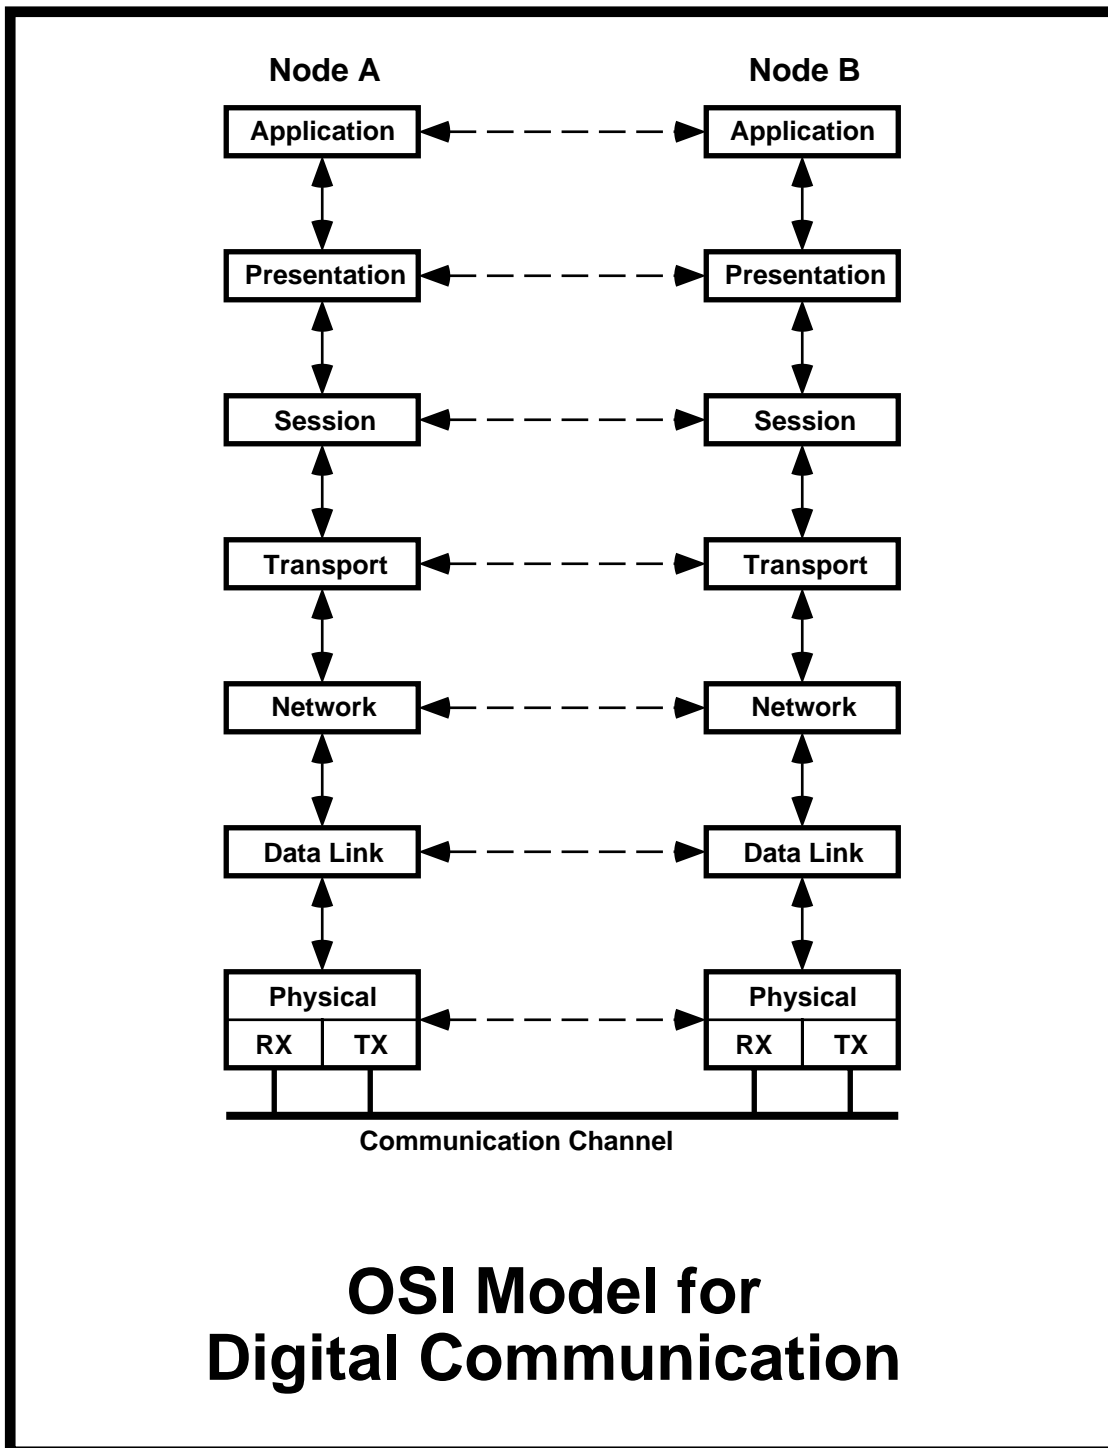 Node A Node B
Application Application
Presentation Presentation
Session Session
Transport Transport
Network Network
Data Link Data Link
Physical Physical
RX TX RX TX
Communication Channel
OSI Model for
Digital Communication